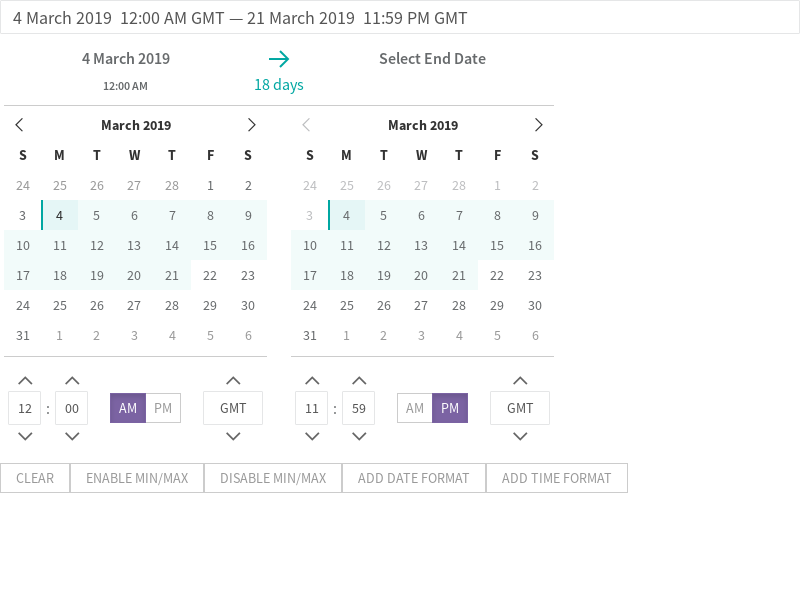 4 March 2019  12:00 AM GMT — 21 March 2019  11:59 PM GMT
4 March 2019
12:00 AM
18 days
Select End Date
March 2019
S M T W T F S
24 25 26 27 28 1 2
3 4 5 6 7 8 9
10 11 12 13 14 15 16
17 18 19 20 21 22 23
24 25 26 27 28 29 30
31 1 2 3 4 5 6
12 : 00 AM PM GMT
March 2019
S M T W T F S
24 25 26 27 28 1 2
3 4 5 6 7 8 9
10 11 12 13 14 15 16
17 18 19 20 21 22 23
24 25 26 27 28 29 30
31 1 2 3 4 5 6
11 : 59 AM PM GMT
CLEAR ENABLE MIN/MAX DISABLE MIN/MAX ADD DATE FORMAT ADD TIME FORMAT